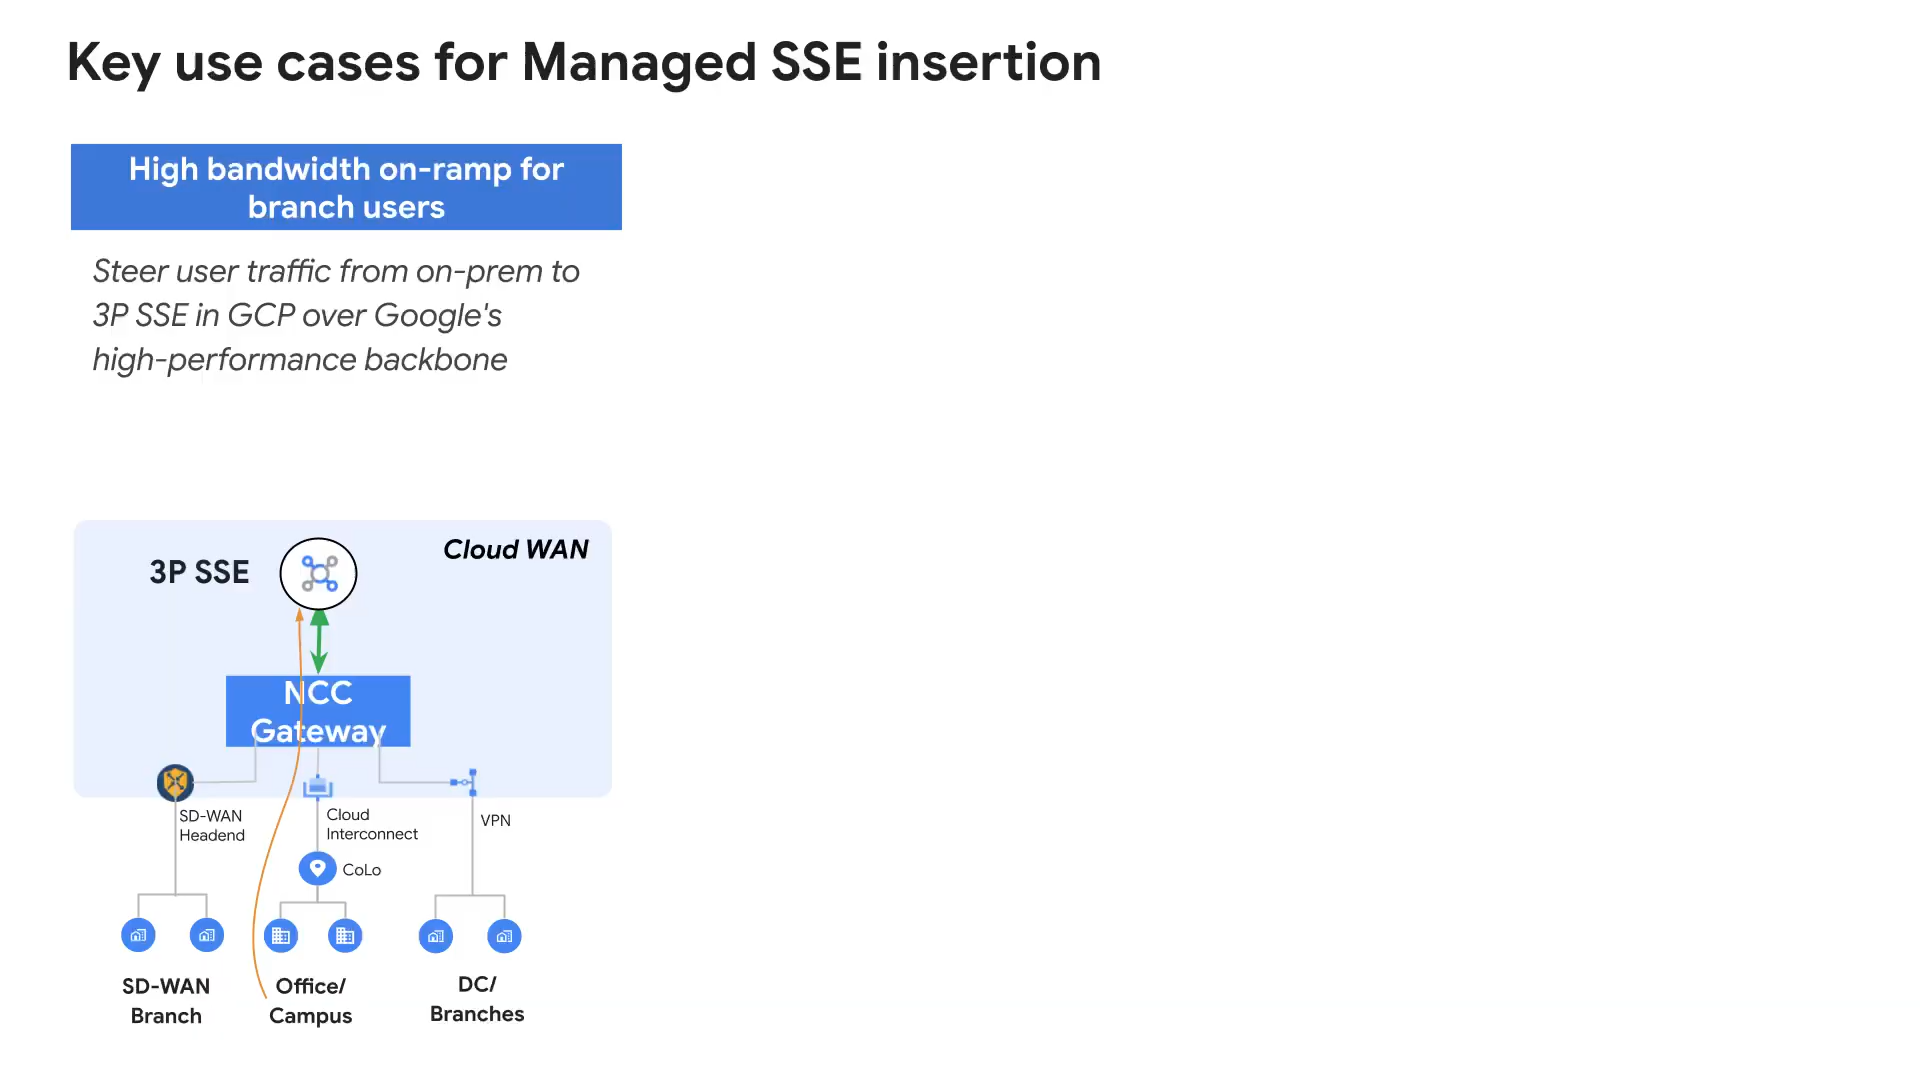 Key use cases for Managed SSE insertion
High bandwidth on-ramp for
branch users
Steer user traffic from on-prem to
3P SSE in GCP over Google's
high-performance backbone
3P SSE
Cloud WAN
NCC
Gateway
SD-WAN
Headend
Cloud
Interconnect
VPN
CoLo
SD-WAN
Branch
Office/
Campus
DC/
Branches